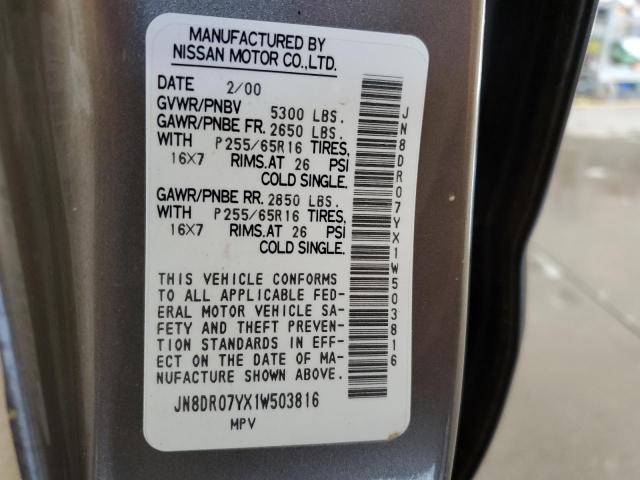 MANUFACTURED BY
NISSAN MOTOR CO.,LTD.
DATE 2/00
GVWR/PNBV 5300 LBS.
GAWR/PNBE FR. 2650 LBS.
WITH P255/65R16 TIRES,
16X7 RIMS.AT 26 PSI
COLD SINGLE.
GAWR/PNBE RR. 2850 LBS.
WITH P255/65R16 TIRES,
16X7 RIMS.AT 26 PSI
COLD SINGLE.
THIS VEHICLE CONFORMS
TO ALL APPLICABLE FED-
ERAL MOTOR VEHICLE SA-
FETY AND THEFT PREVEN-
TION STANDARDS IN EFF-
ECT ON THE DATE OF MA-
NUFACTURE SHOWN ABOVE.
JN8DR07YX1W503816
MPV
JN8DR07YX1W503816